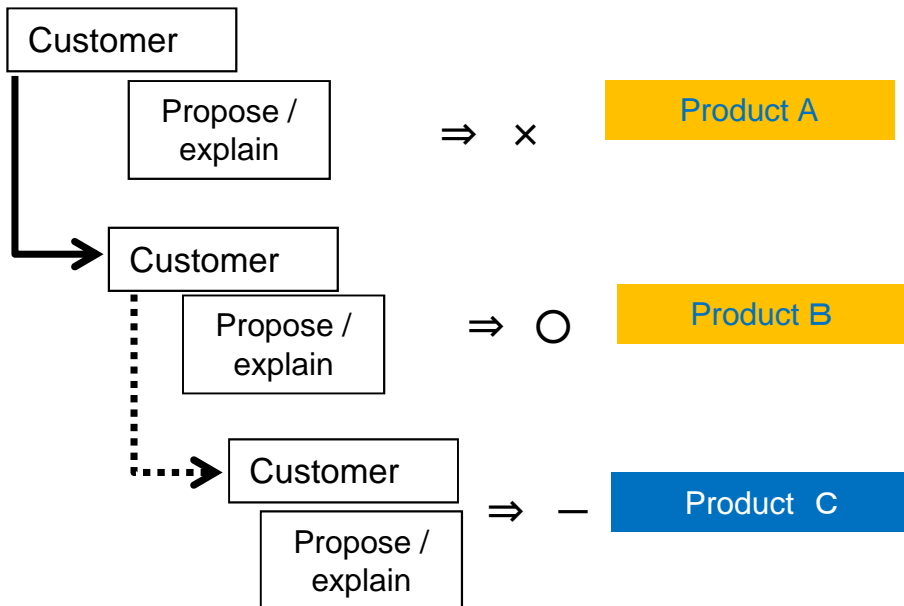 Customer
Propose /
explain
⇒ ×
Product A
Customer
Propose /
explain
⇒ ○
Product B
Customer
Propose /
explain
⇒ －
Product C